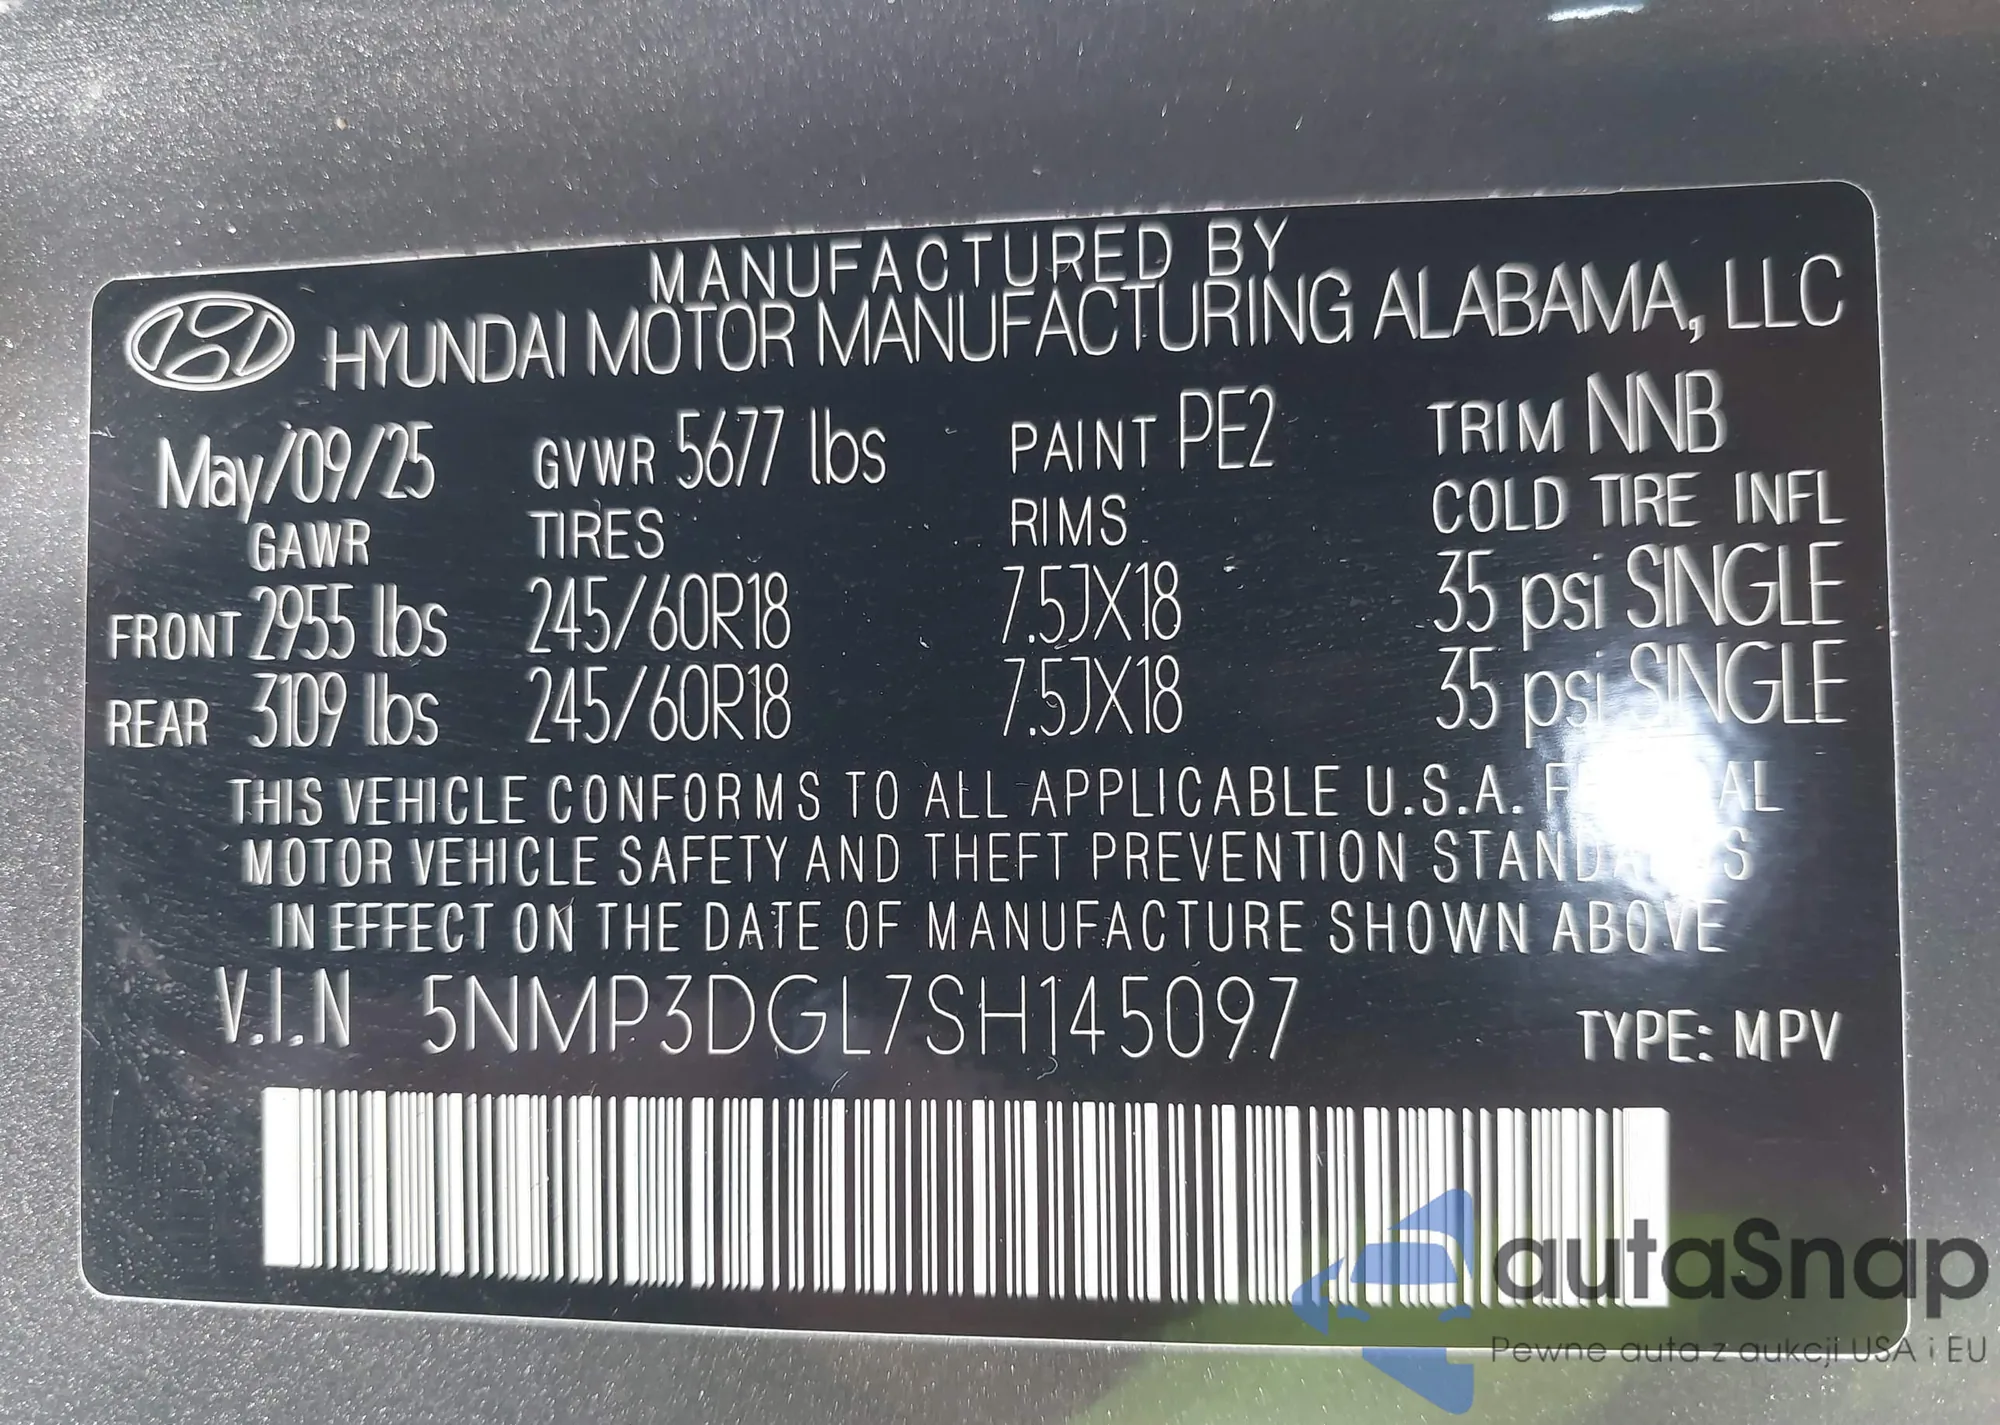 MANUFACTURED BY
HYUNDAI MOTOR MANUFACTURING ALABAMA, LLC
May/09/25 GVWR 5677 lbs PAINT PE2 TRIM NNB
GAWR TIRES RIMS COLD TIRE INFL
FRONT 2955 lbs 245/60R18 7.5JX18 35 psi SINGLE
REAR 3109 lbs 245/60R18 7.5JX18 35 psi SINGLE
THIS VEHICLE CONFORMS TO ALL APPLICABLE U.S.A. FEDERAL
MOTOR VEHICLE SAFETY AND THEFT PREVENTION STANDARDS
IN EFFECT ON THE DATE OF MANUFACTURE SHOWN ABOVE
V.I.N 5NMP3DGL7SH145097 TYPE: MPV
autaSnap
Pewne auta z aukcji USA i EU